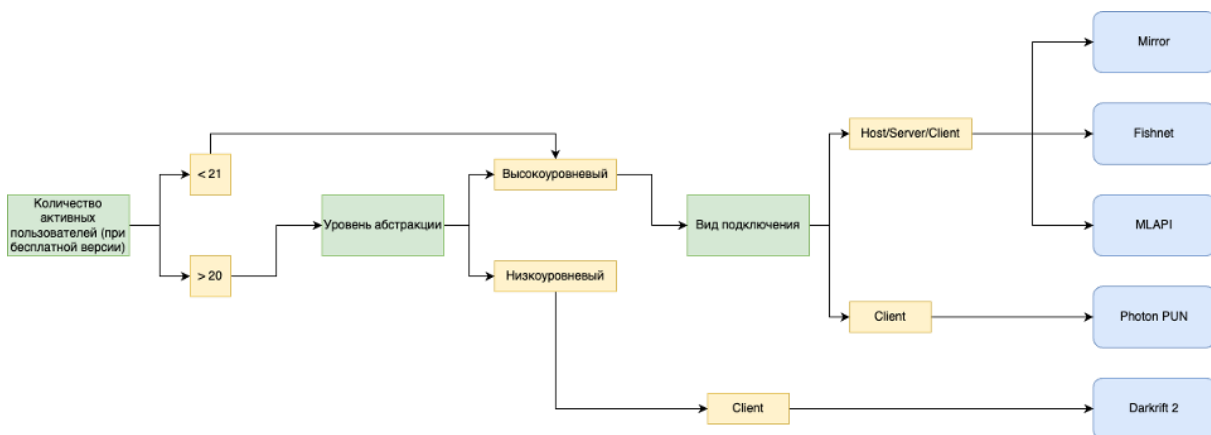 Количество
активных
пользователей (при
бесплатной версии)
< 21
> 20
Уровень абстракции
Высокоуровневый
Низкоуровневый
Вид подключения
Host/Server/Client
Client
Client
Mirror
Fishnet
MLAPI
Photon PUN
Darkrift 2